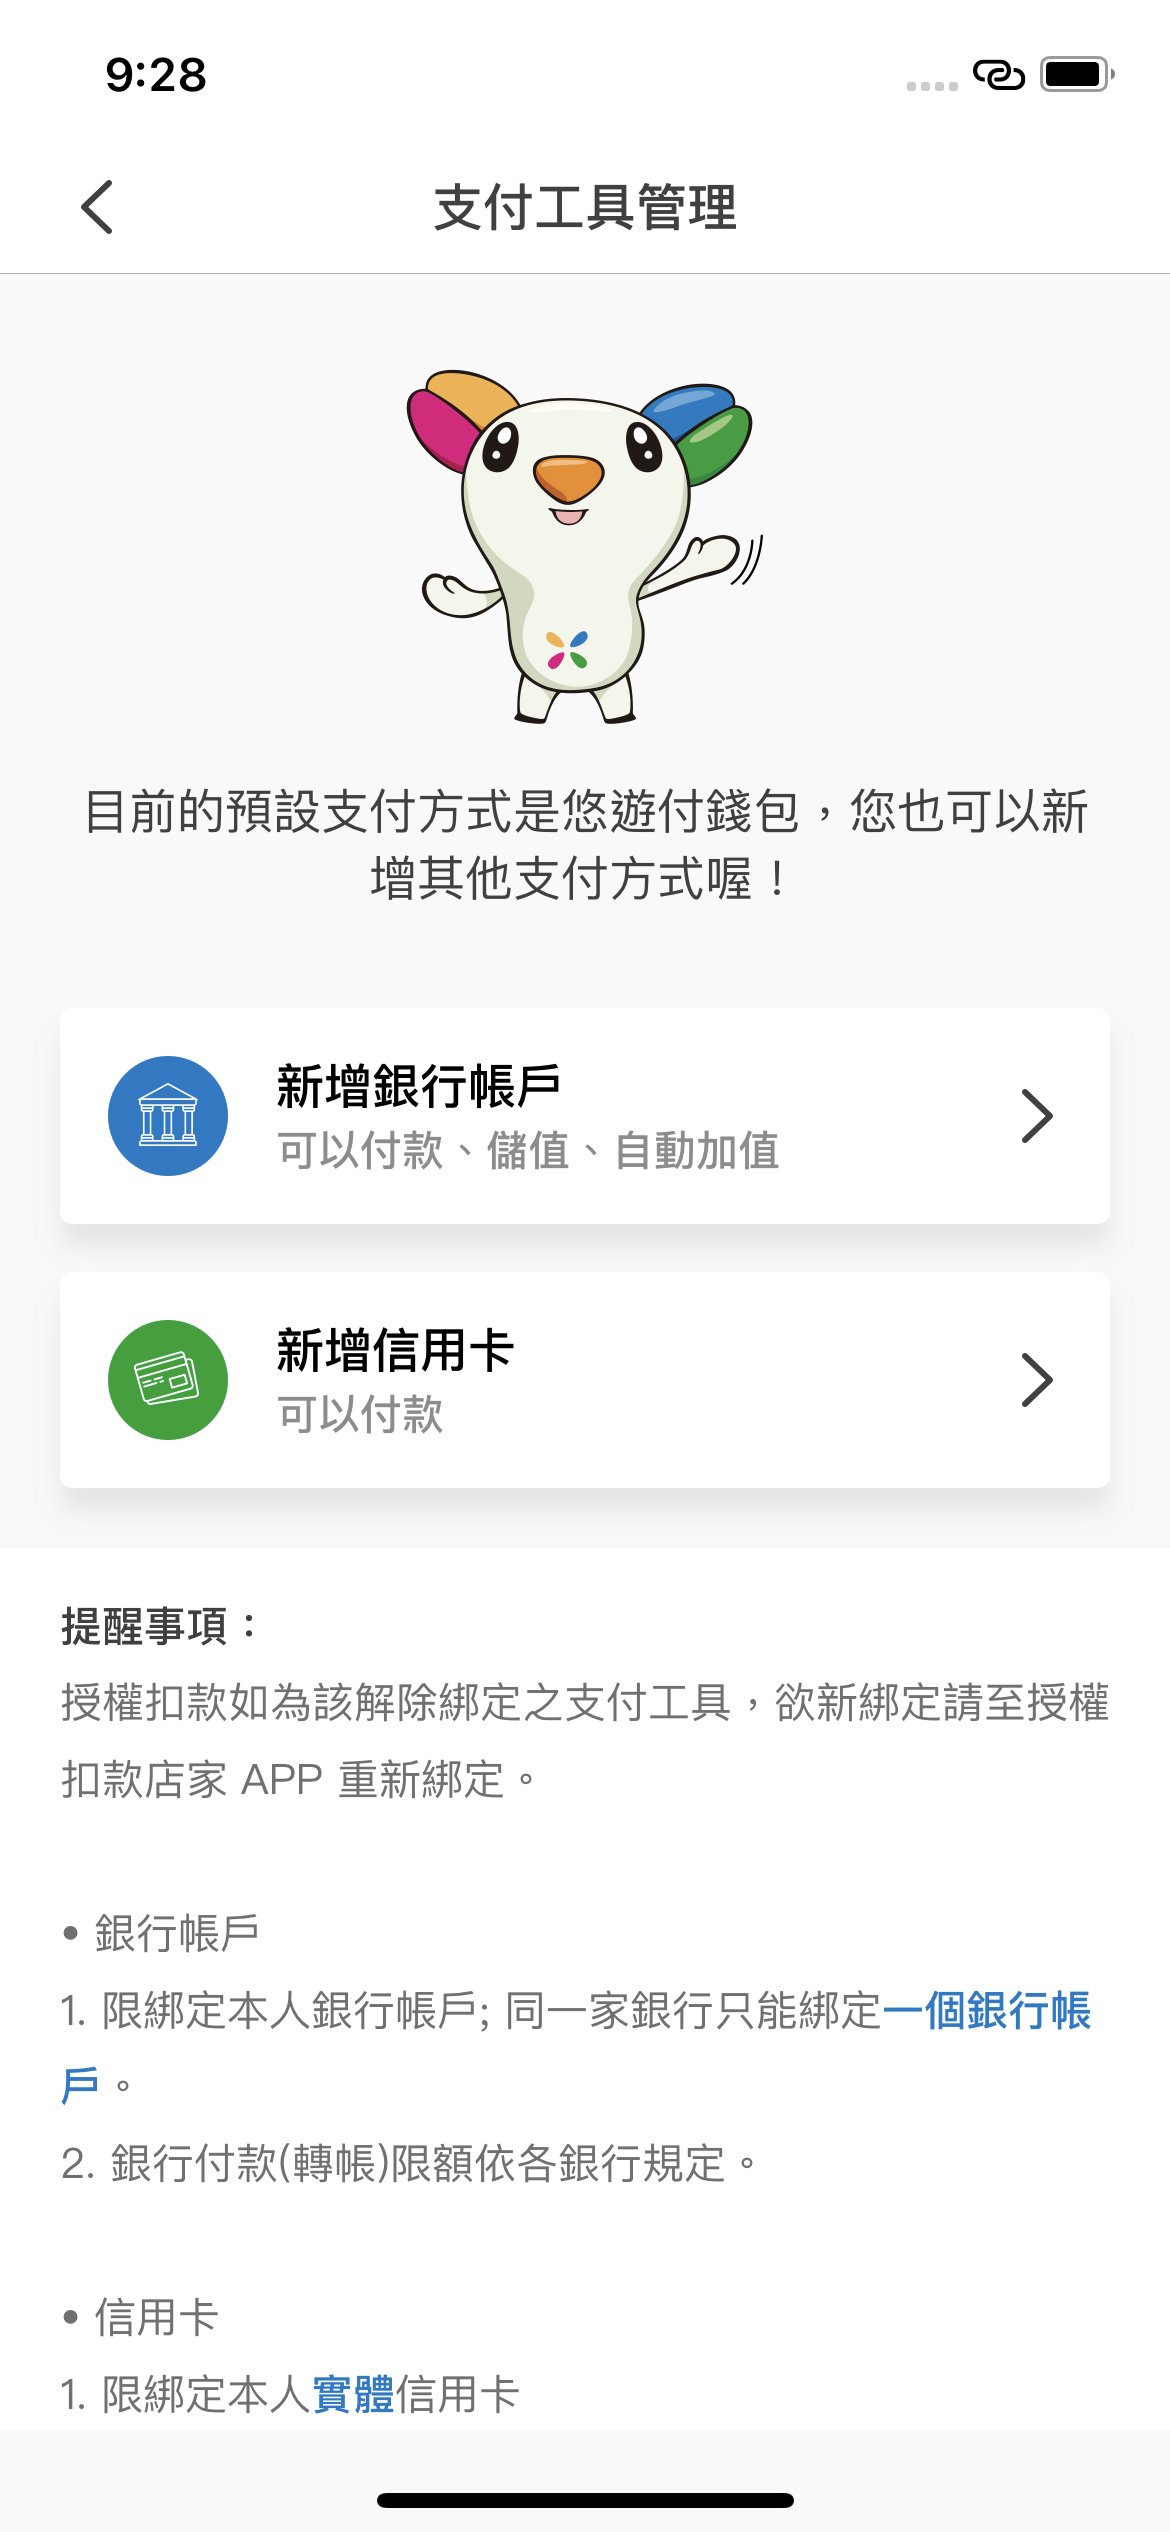 9:28
支付工具管理
目前的預設支付方式是悠遊付錢包，您也可以新
增其他支付方式喔！
新增銀行帳戶
可以付款、儲值、自動加值
新增信用卡
可以付款
提醒事項：
授權扣款如為該解除綁定之支付工具，欲新綁定請至授權
扣款店家 APP 重新綁定。
• 銀行帳戶
1. 限綁定本人銀行帳戶; 同一家銀行只能綁定一個銀行帳
戶。
2. 銀行付款(轉帳)限額依各銀行規定。
• 信用卡
1. 限綁定本人實體信用卡